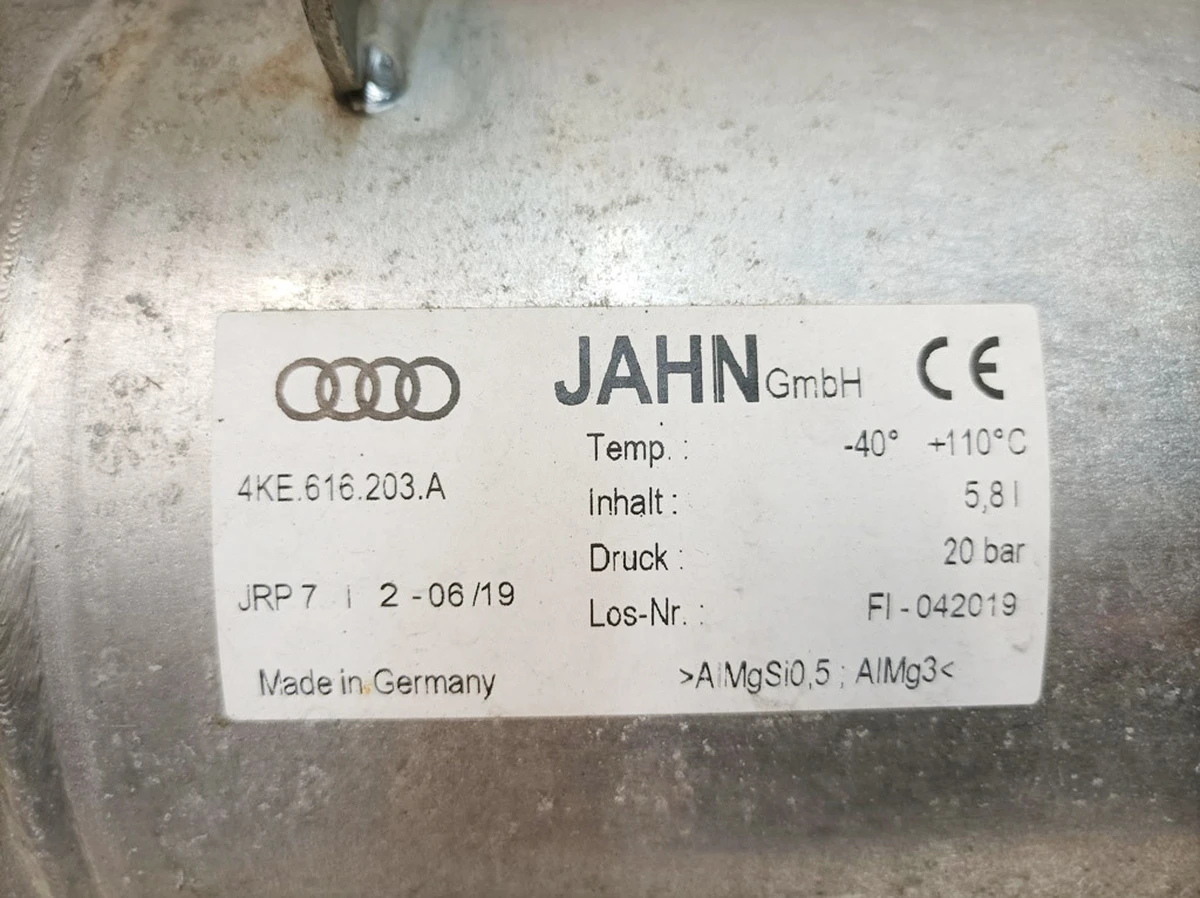 JAHN GmbH CE
Temp. : -40° +110°C
4KE.616.203.A
Inhalt : 5,8 l
Druck : 20 bar
JRP 7 | 2 - 06 /19
Los-Nr. : FI - 042019
Made in Germany
>AlMgSi0,5 ; AlMg3<